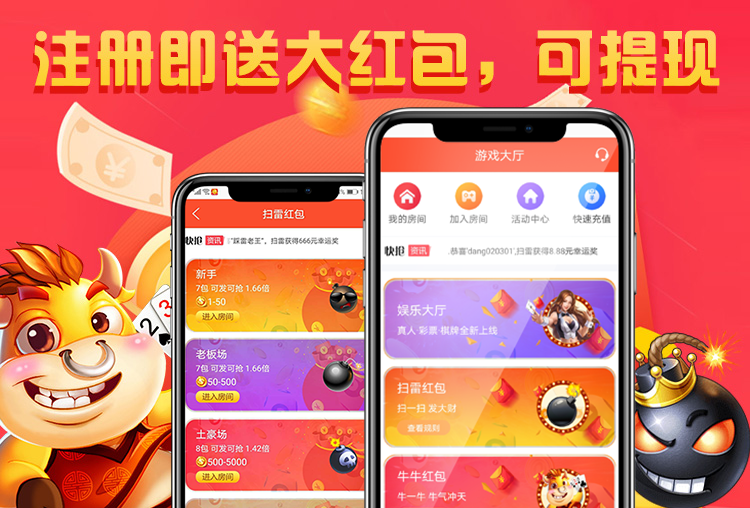 注册即送大红包，可提现
¥
扫雷红包
快抢 资讯 “踩雷老王”，扫雷获得666元幸运奖
新手
7包 可发可抢 1.66倍
1-50
进入房间
老板场
7包 可发可抢 1.66倍
50-500
进入房间
土豪场
8包 可发可抢 1.42倍
500-5000
进入房间
2
3
游戏大厅
我的房间
加入房间
活动中心
快速充值
快抢 资讯 .恭喜'dang020301',扫雷获得8.88元幸运奖
娱乐大厅
真人·彩票·棋牌全新上线
扫雷红包
扫一扫 发大财
查看规则
牛牛红包
牛一牛 牛气冲天